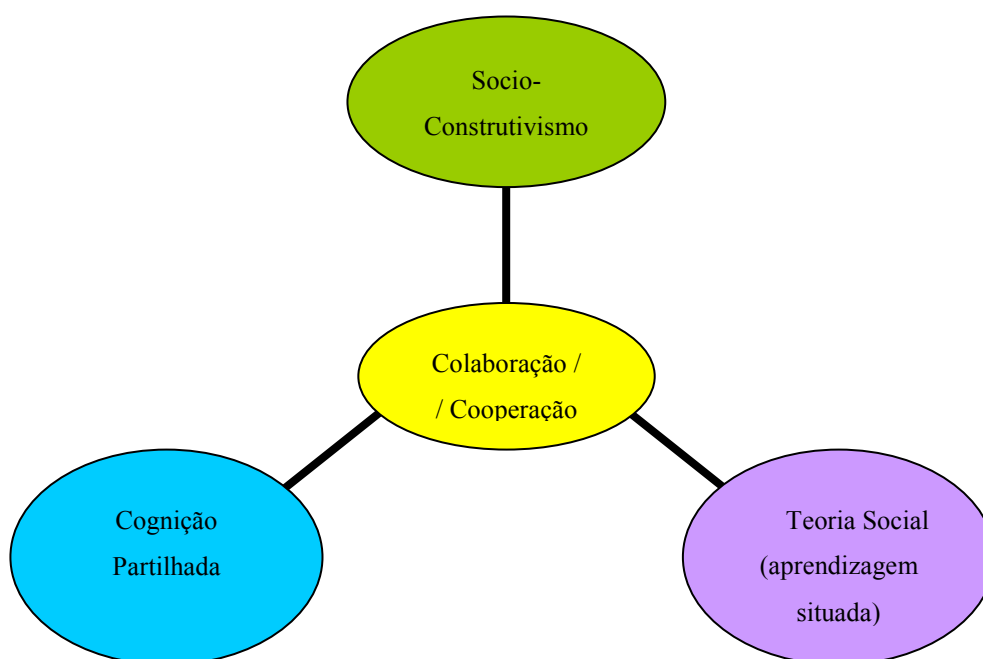 Socio-
Construtivismo
Colaboração /
/ Cooperação
Cognição
Partilhada
Teoria Social
(aprendizagem
situada)